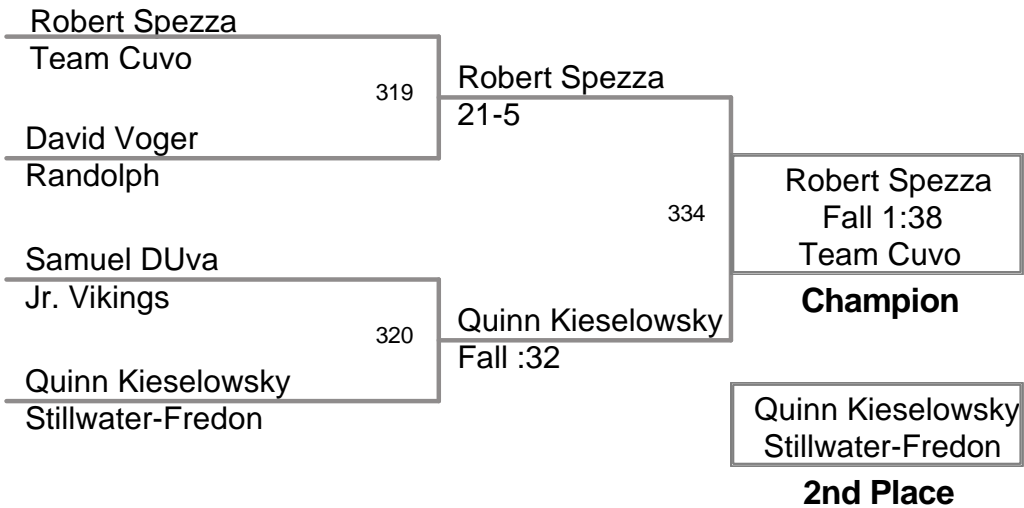 Robert Spezza
Team Cuvo
319
David Voger
Randolph
Samuel DUva
Jr. Vikings
320
Quinn Kieselowsky
Stillwater-Fredon
Robert Spezza
21-5
334
Quinn Kieselowsky
Fall :32
Robert Spezza
Fall 1:38
Team Cuvo
Champion
Quinn Kieselowsky
Stillwater-Fredon
2nd Place